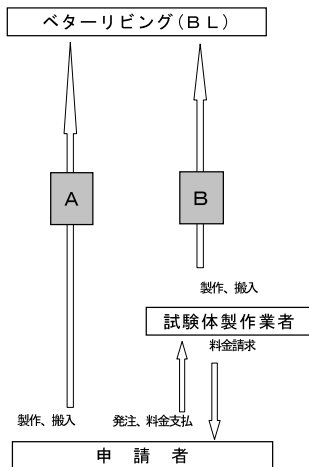 ベターリビング（ＢＬ）
Ａ
Ｂ
製作、搬入
試験体製作業者
料金請求
製作、搬入
発注、料金支払
申請者